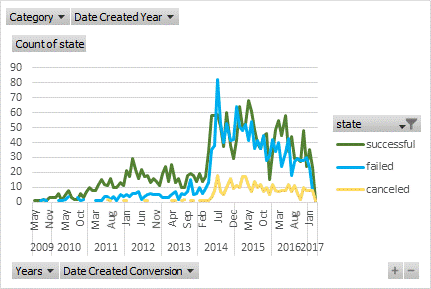 Category Date Created Year
Count of state
90
80
70
60
50
40
30
20
10
0
May Nov May Oct Mar Aug Jan Jun Nov Apr Sep Feb Jul Dec May Oct Mar Aug Jan
2009 2010 2011 2012 2013 2014 2015 2016 2017
state
successful
failed
canceled
Years Date Created Conversion
+ −